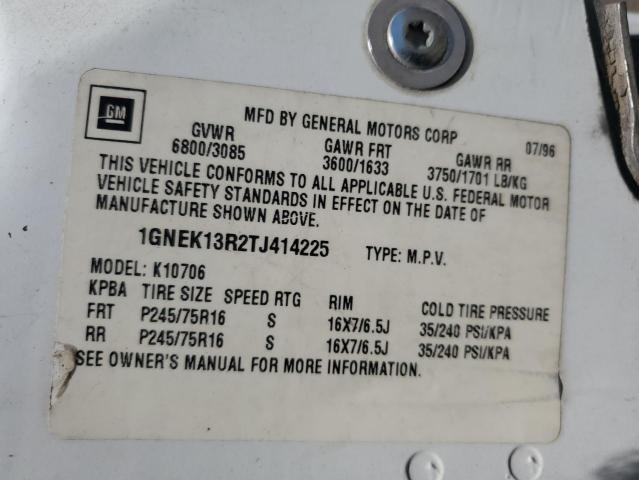 GM
MFD BY GENERAL MOTORS CORP 07/96
GVWR GAWR FRT GAWR RR
6800/3085 3600/1633 3750/1701 LB/KG
THIS VEHICLE CONFORMS TO ALL APPLICABLE U.S. FEDERAL MOTOR
VEHICLE SAFETY STANDARDS IN EFFECT ON THE DATE OF
MANUFACTURE SHOWN ABOVE.
1GNEK13R2TJ414225 TYPE: M.P.V.
MODEL: K10706
KPBA TIRE SIZE SPEED RTG RIM COLD TIRE PRESSURE
FRT P245/75R16 S 16X7/6.5J 35/240 PSI/KPA
RR P245/75R16 S 16X7/6.5J 35/240 PSI/KPA
SEE OWNER'S MANUAL FOR MORE INFORMATION.